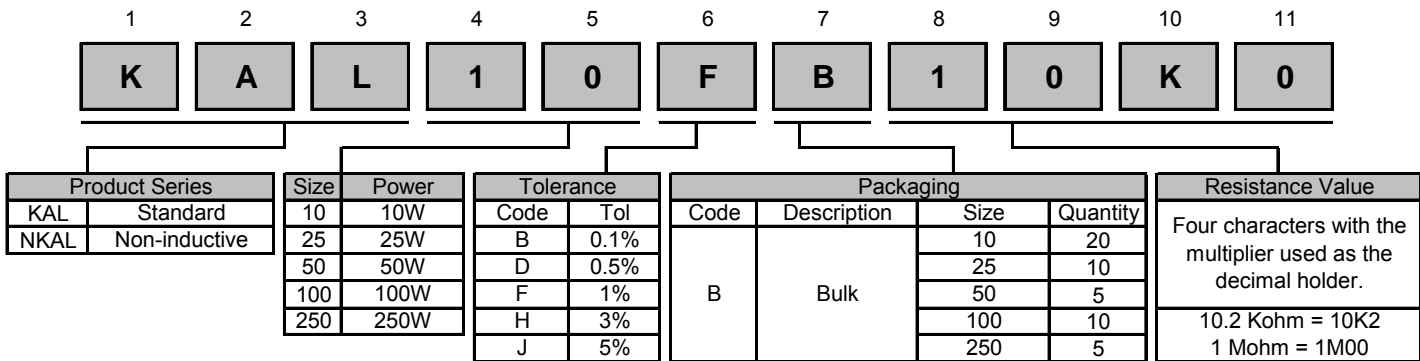 1 2 3 4 5 6 7 8 9 10 11
K A L 1 0 F B 1 0 K 0
Product Series
KAL Standard
NKAL Non-inductive
Size Power
10 10W
25 25W
50 50W
100 100W
250 250W
Tolerance
Code Tol
B 0.1%
D 0.5%
F 1%
H 3%
J 5%
Packaging
Code Description Size Quantity
B Bulk
10 20
25 10
50 5
100 10
250 5
Resistance Value
Four characters with the
multiplier used as the
decimal holder.
10.2 Kohm = 10K2
1 Mohm = 1M00